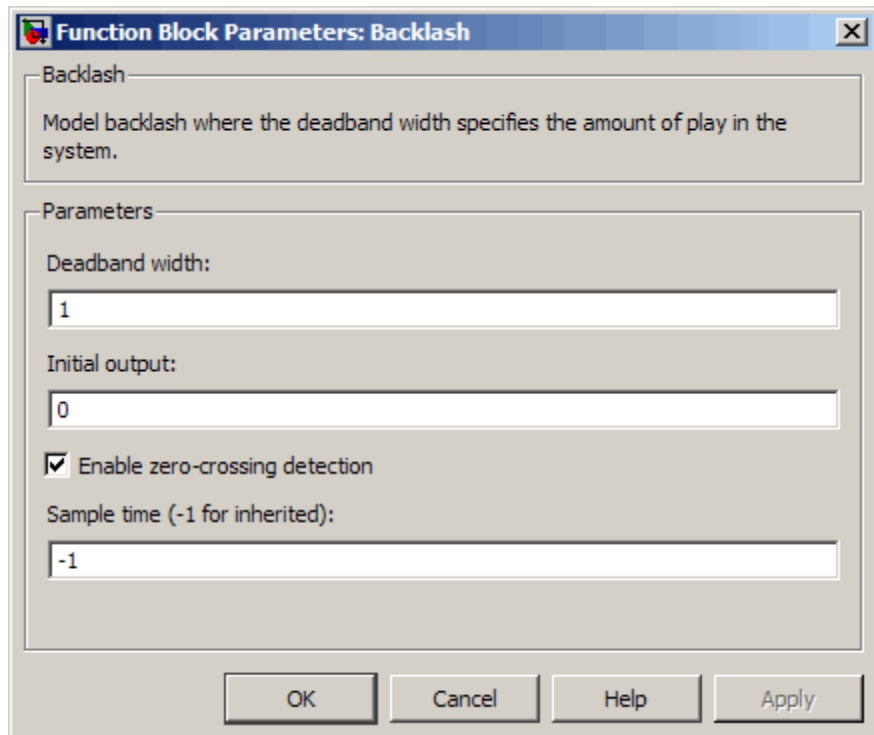 Function Block Parameters: Backlash
Backlash
Model backlash where the deadband width specifies the amount of play in the
system.
Parameters
Deadband width:
1
Initial output:
0
Enable zero-crossing detection
Sample time (-1 for inherited):
-1
OK Cancel Help Apply